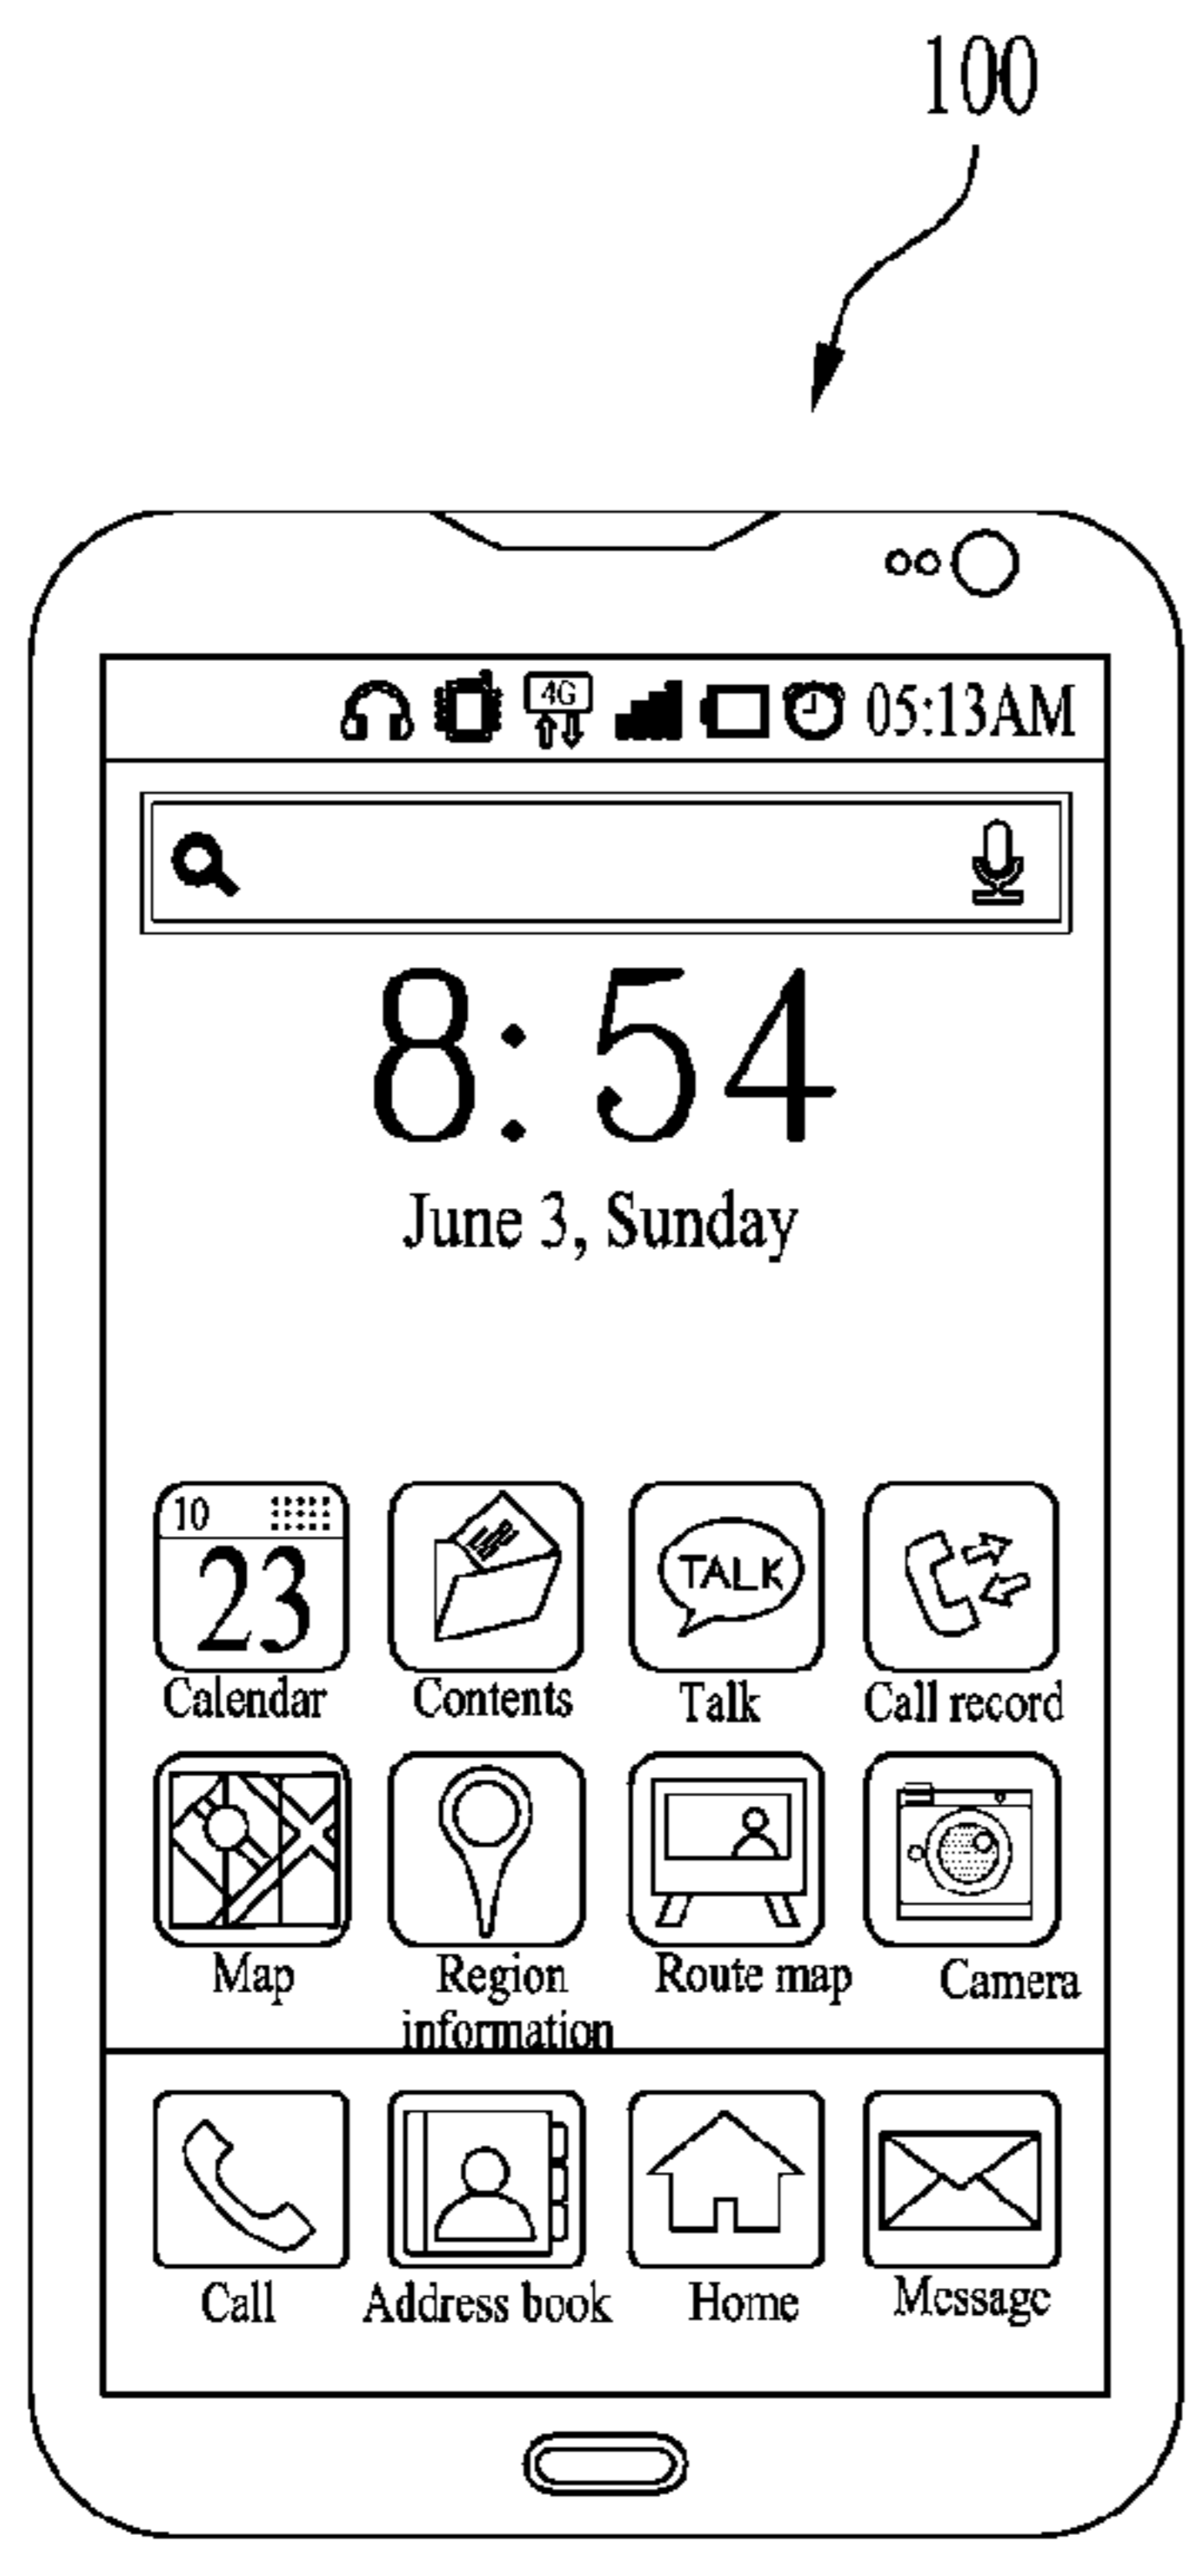 100
4G 05:13AM
8:54
June 3, Sunday
10
23
TALK
Calendar Contents Talk Call record
Map Region information Route map Camera
Call Address book Home Message